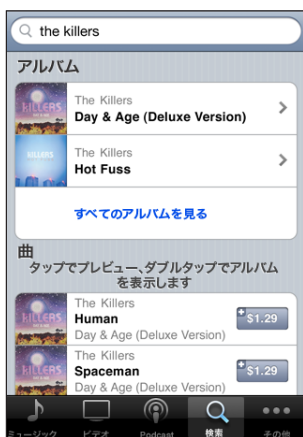 the killers
アルバム
The Killers
Day & Age (Deluxe Version)
The Killers
Hot Fuss
すべてのアルバムを見る
曲
タップでプレビュー、ダブルタップでアルバム
を表示します
The Killers
Human
Day & Age (Deluxe Version)
$1.29
The Killers
Spaceman
Day & Age (Deluxe Version)
$1.29
ミュージック ビデオ Podcast 検索 その他